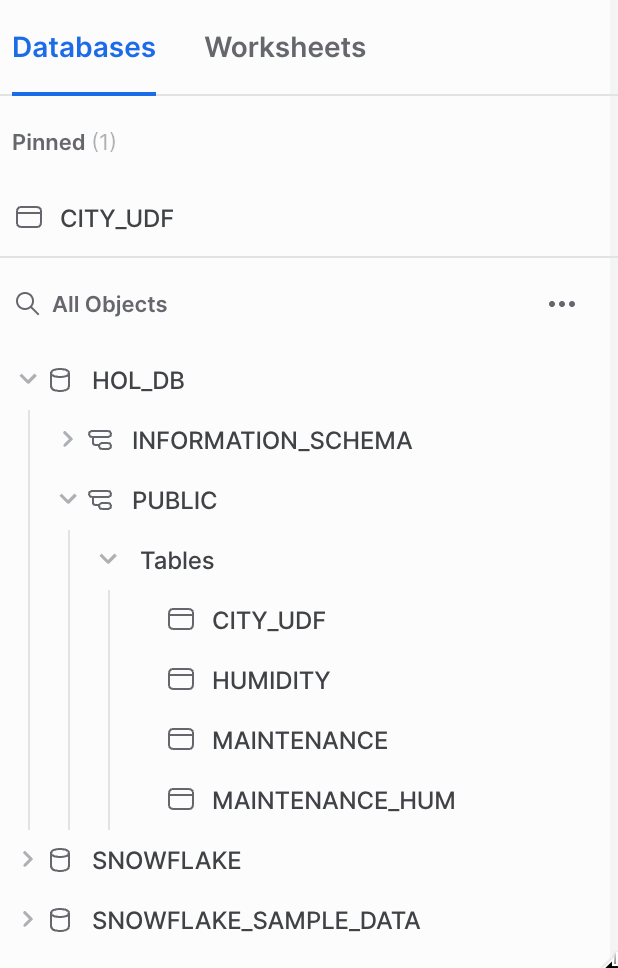 Databases Worksheets
Pinned (1)
CITY_UDF
All Objects
HOL_DB
INFORMATION_SCHEMA
PUBLIC
Tables
CITY_UDF
HUMIDITY
MAINTENANCE
MAINTENANCE_HUM
SNOWFLAKE
SNOWFLAKE_SAMPLE_DATA